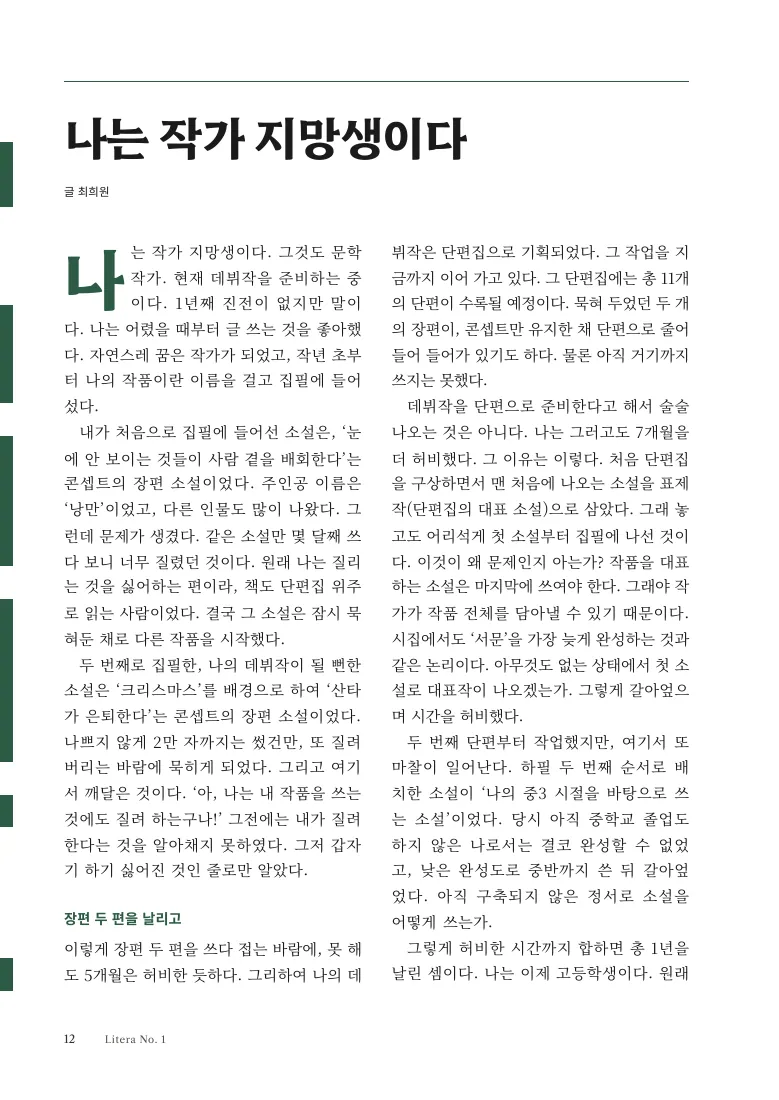 나는 작가 지망생이다
글 최희원
나는 작가 지망생이다. 그것도 문학
작가. 현재 데뷔작을 준비하는 중
이다. 1년째 진전이 없지만 말이
다. 나는 어렸을 때부터 글 쓰는 것을 좋아했
다. 자연스레 꿈은 작가가 되었고, 작년 초부
터 나의 작품이란 이름을 걸고 집필에 들어
섰다.
내가 처음으로 집필에 들어선 소설은, ‘눈
에 안 보이는 것들이 사람 곁을 배회한다’는
콘셉트의 장편 소설이었다. 주인공 이름은
‘낭만’이었고, 다른 인물도 많이 나왔다. 그
런데 문제가 생겼다. 같은 소설만 몇 달째 쓰
다 보니 너무 질렸던 것이다. 원래 나는 질리
는 것을 싫어하는 편이라, 책도 단편집 위주
로 읽는 사람이었다. 결국 그 소설은 잠시 묵
혀둔 채로 다른 작품을 시작했다.
두 번째로 집필한, 나의 데뷔작이 될 뻔한
소설은 ‘크리스마스’를 배경으로 하여 ‘산타
가 은퇴한다’는 콘셉트의 장편 소설이었다.
나쁘지 않게 2만 자까지는 썼건만, 또 질려
버리는 바람에 묵히게 되었다. 그리고 여기
서 깨달은 것이다. ‘아, 나는 내 작품을 쓰는
것에도 질려 하는구나!’ 그전에는 내가 질려
한다는 것을 알아채지 못하였다. 그저 갑자
기 하기 싫어진 것인 줄로만 알았다.
장편 두 편을 날리고
이렇게 장편 두 편을 쓰다 접는 바람에, 못 해
도 5개월은 허비한 듯하다. 그리하여 나의 데
뷔작은 단편집으로 기획되었다. 그 작업을 지
금까지 이어 가고 있다. 그 단편집에는 총 11개
의 단편이 수록될 예정이다. 묵혀 두었던 두 개
의 장편이, 콘셉트만 유지한 채 단편으로 줄어
들어 들어가 있기도 하다. 물론 아직 거기까지
쓰지는 못했다.
데뷔작을 단편으로 준비한다고 해서 술술
나오는 것은 아니다. 나는 그러고도 7개월을
더 허비했다. 그 이유는 이렇다. 처음 단편집
을 구상하면서 맨 처음에 나오는 소설을 표제
작(단편집의 대표 소설)으로 삼았다. 그래 놓
고도 어리석게 첫 소설부터 집필에 나선 것이
다. 이것이 왜 문제인지 아는가? 작품을 대표
하는 소설은 마지막에 쓰여야 한다. 그래야 작
가가 작품 전체를 담아낼 수 있기 때문이다.
시집에서도 ‘서문’을 가장 늦게 완성하는 것과
같은 논리이다. 아무것도 없는 상태에서 첫 소
설로 대표작이 나오겠는가. 그렇게 갈아엎으
며 시간을 허비했다.
두 번째 단편부터 작업했지만, 여기서 또
마찰이 일어난다. 하필 두 번째 순서로 배
치한 소설이 ‘나의 중3 시절을 바탕으로 쓰
는 소설’이었다. 당시 아직 중학교 졸업도
하지 않은 나로서는 결코 완성할 수 없었
고, 낮은 완성도로 중반까지 쓴 뒤 갈아엎
었다. 아직 구축되지 않은 정서로 소설을
어떻게 쓰는가.
그렇게 허비한 시간까지 합하면 총 1년을
날린 셈이다. 나는 이제 고등학생이다. 원래
12 Litera No. 1